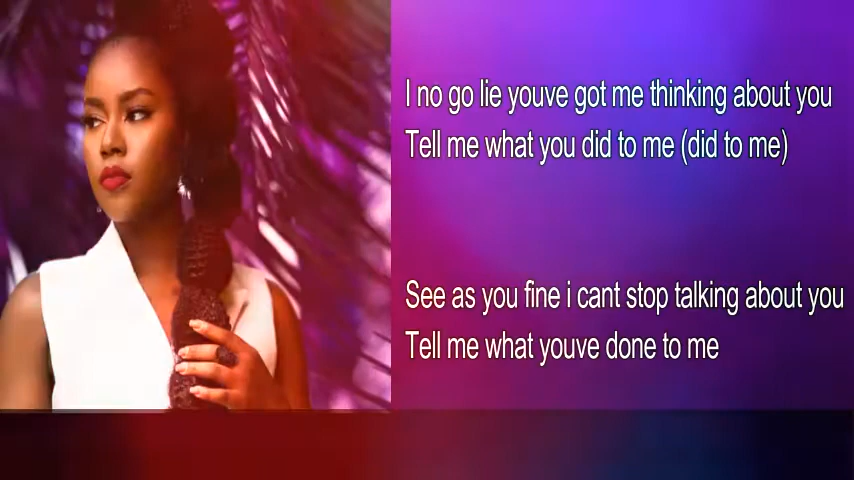 I no go lie youve got me thinking about you
Tell me what you did to me (did to me)
See as you fine i cant stop talking about you
Tell me what youve done to me